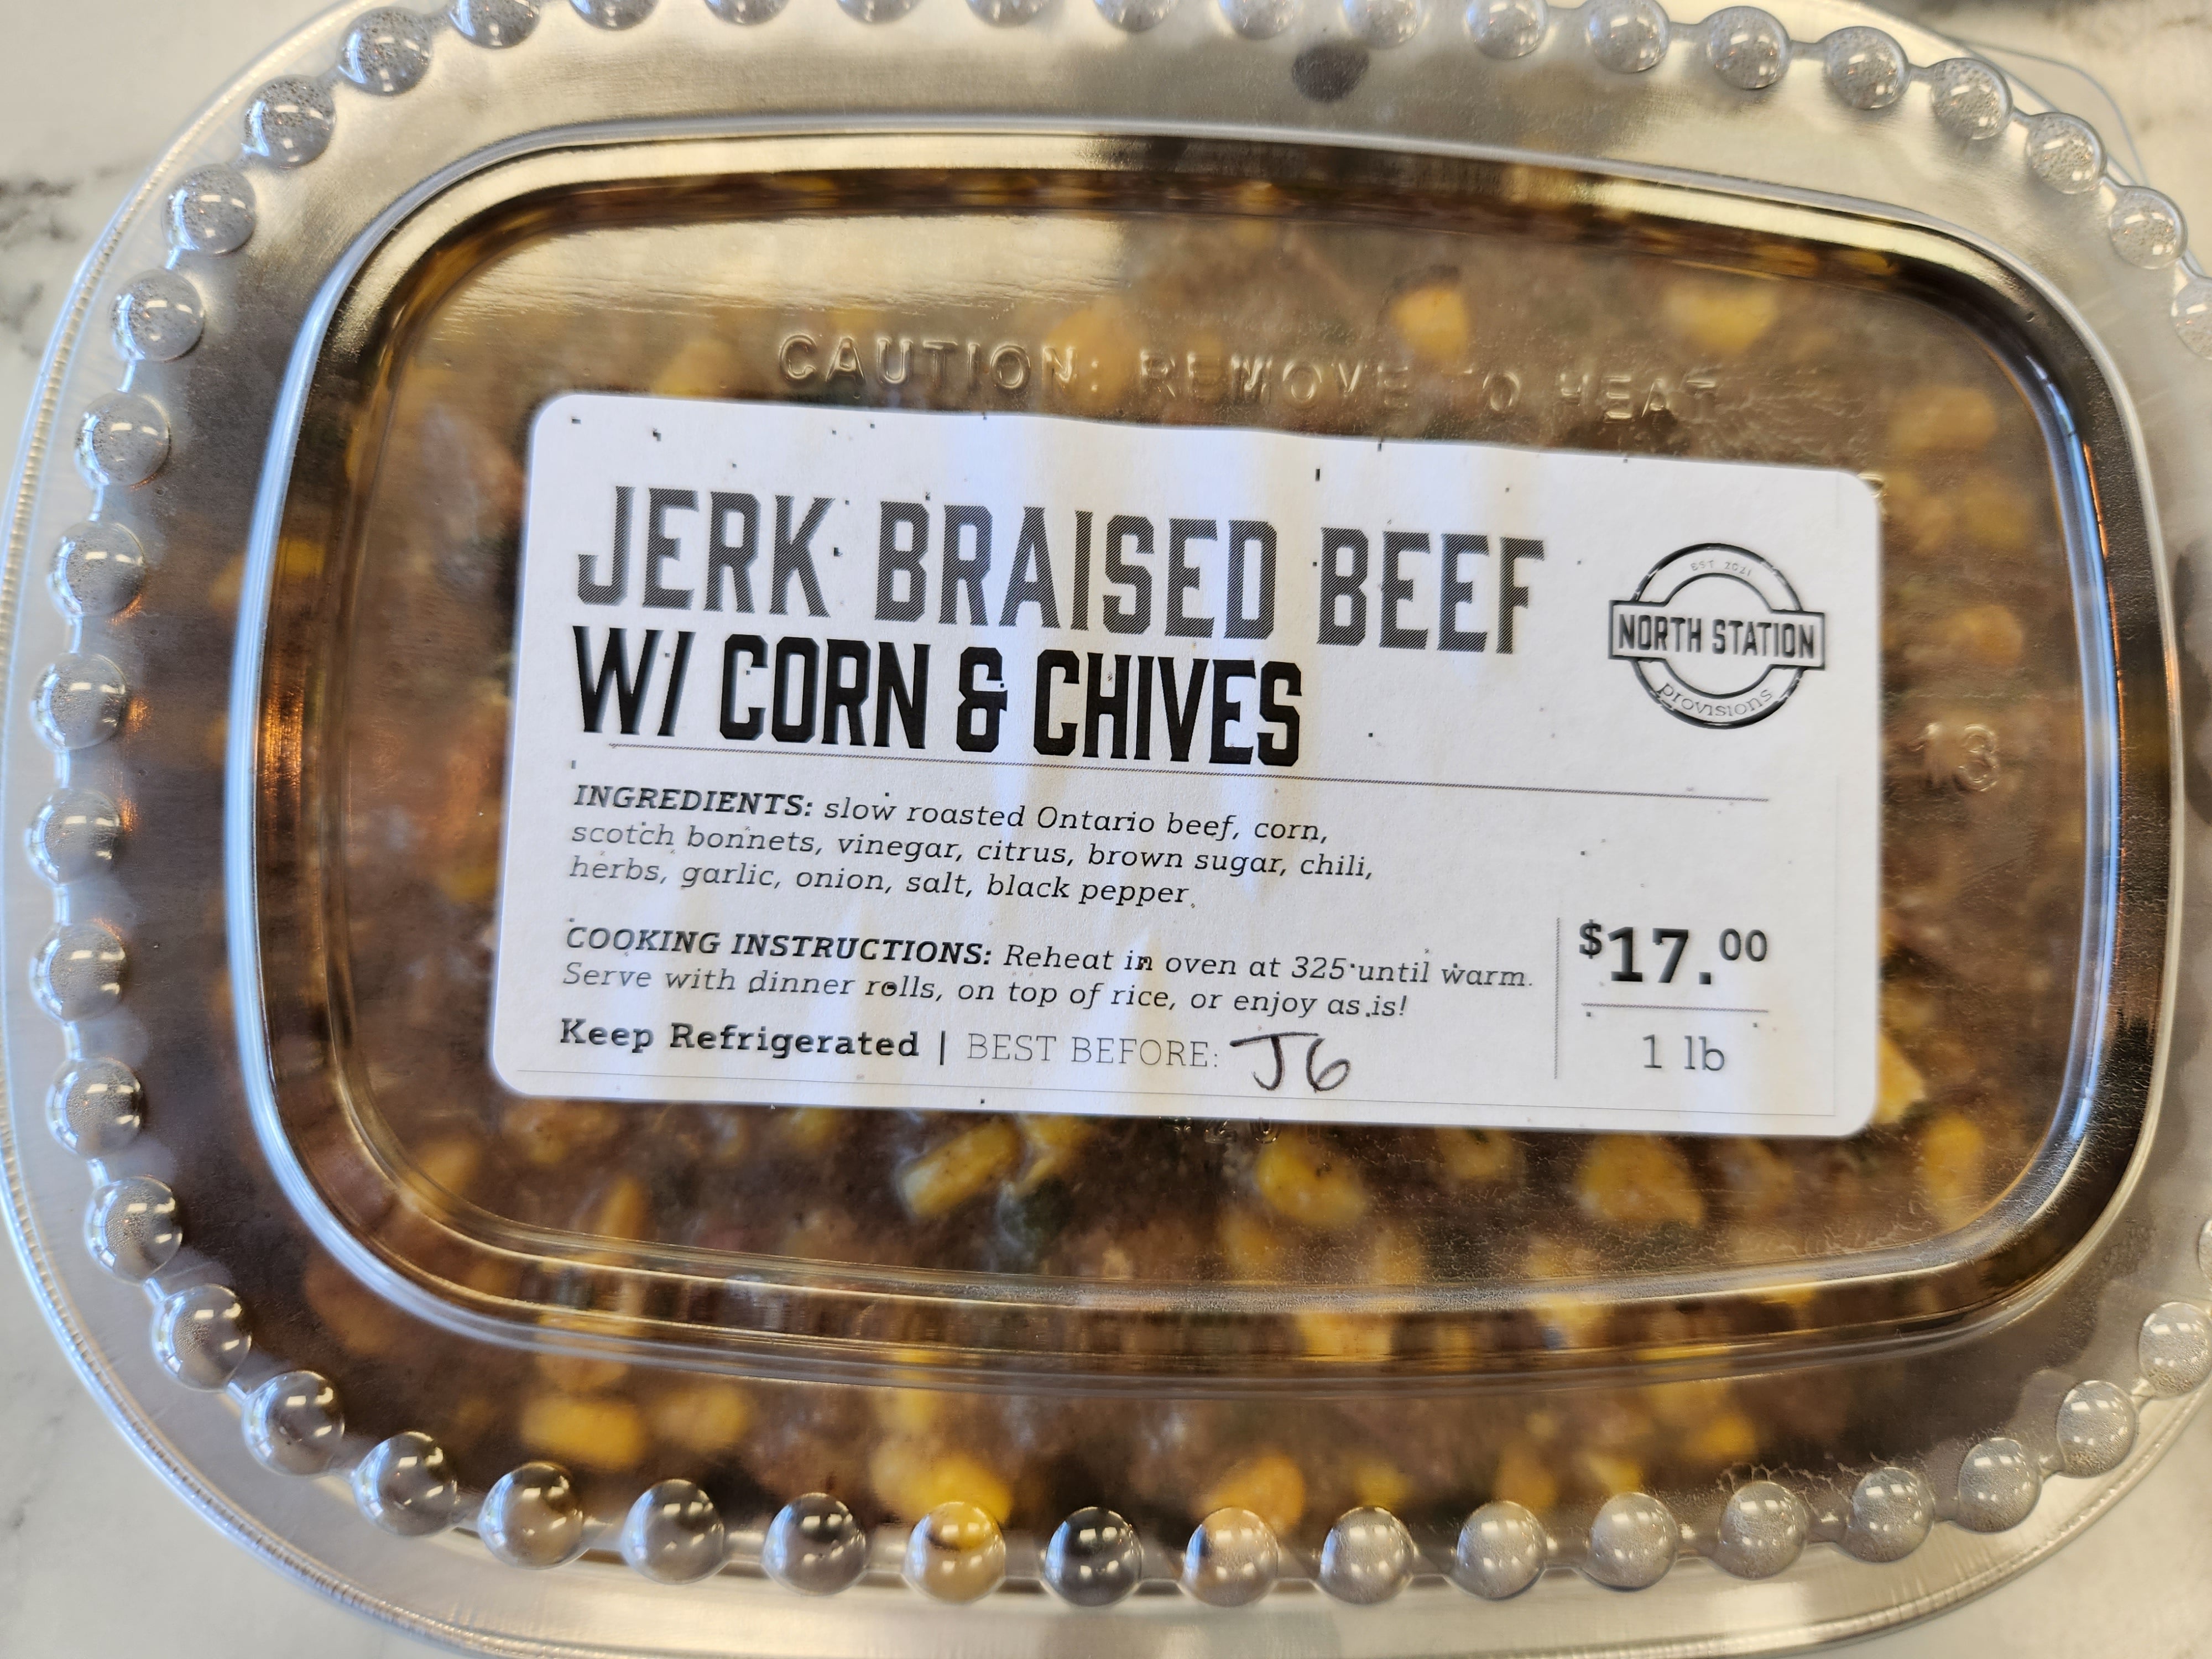 CAUTION: REMOVE TO HEAT
JERK BRAISED BEEF
W/ CORN & CHIVES
EST 2021
NORTH STATION
provisions
13
INGREDIENTS: slow roasted Ontario beef, corn,
scotch bonnets, vinegar, citrus, brown sugar, chili,
herbs, garlic, onion, salt, black pepper.
COOKING INSTRUCTIONS: Reheat in oven at 325 until warm.
Serve with dinner rolls, on top of rice, or enjoy as is!
Keep Refrigerated | BEST BEFORE: J6
$17.00
1 lb